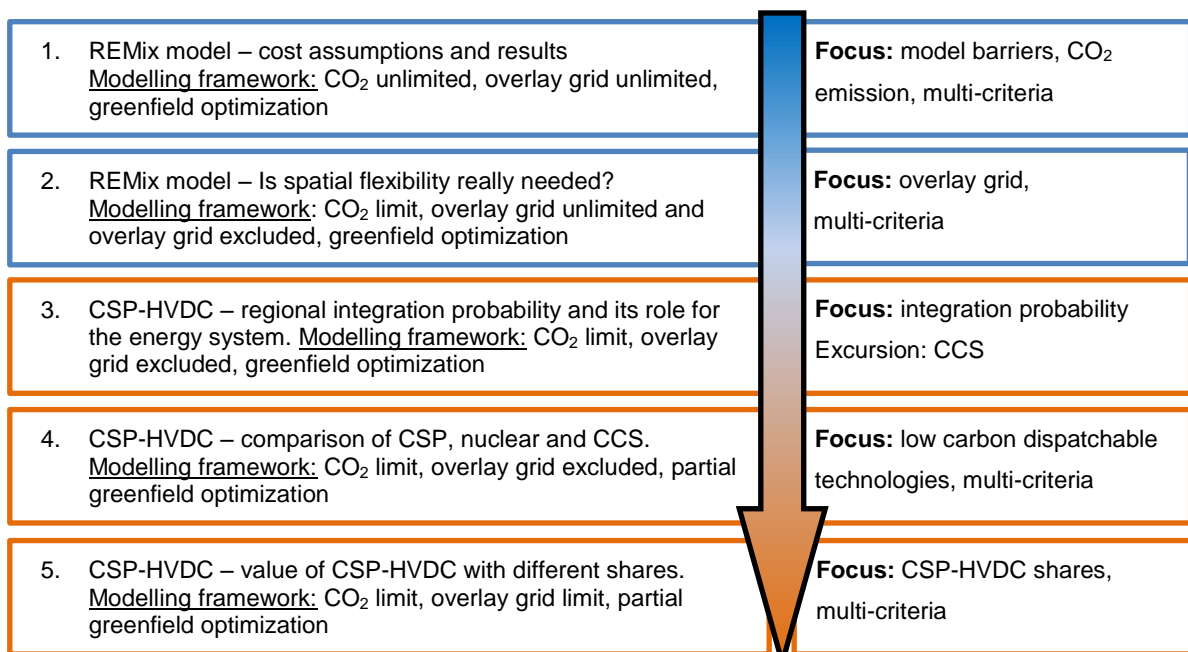 1. REMix model – cost assumptions and results
Modelling framework: CO₂ unlimited, overlay grid unlimited,
greenfield optimization
Focus: model barriers, CO₂
emission, multi-criteria
2. REMix model – Is spatial flexibility really needed?
Modelling framework: CO₂ limit, overlay grid unlimited and
overlay grid excluded, greenfield optimization
Focus: overlay grid,
multi-criteria
3. CSP-HVDC – regional integration probability and its role for
the energy system. Modelling framework: CO₂ limit, overlay
grid excluded, greenfield optimization
Focus: integration probability
Excursion: CCS
4. CSP-HVDC – comparison of CSP, nuclear and CCS.
Modelling framework: CO₂ limit, overlay grid excluded, partial
greenfield optimization
Focus: low carbon dispatchable
technologies, multi-criteria
5. CSP-HVDC – value of CSP-HVDC with different shares.
Modelling framework: CO₂ limit, overlay grid limit, partial
greenfield optimization
Focus: CSP-HVDC shares,
multi-criteria